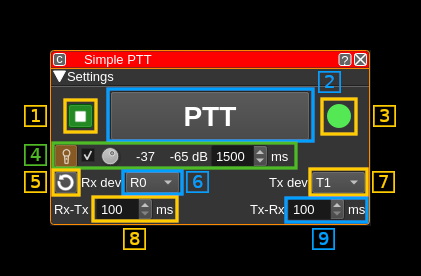 C Simple PTT ?
Settings
2
1 PTT 3
4 -37 -65 dB 1500 ms
5 Rx dev R0 6 Tx dev T1 7
Rx-Tx 100 ms Tx-Rx 100 ms
8 9